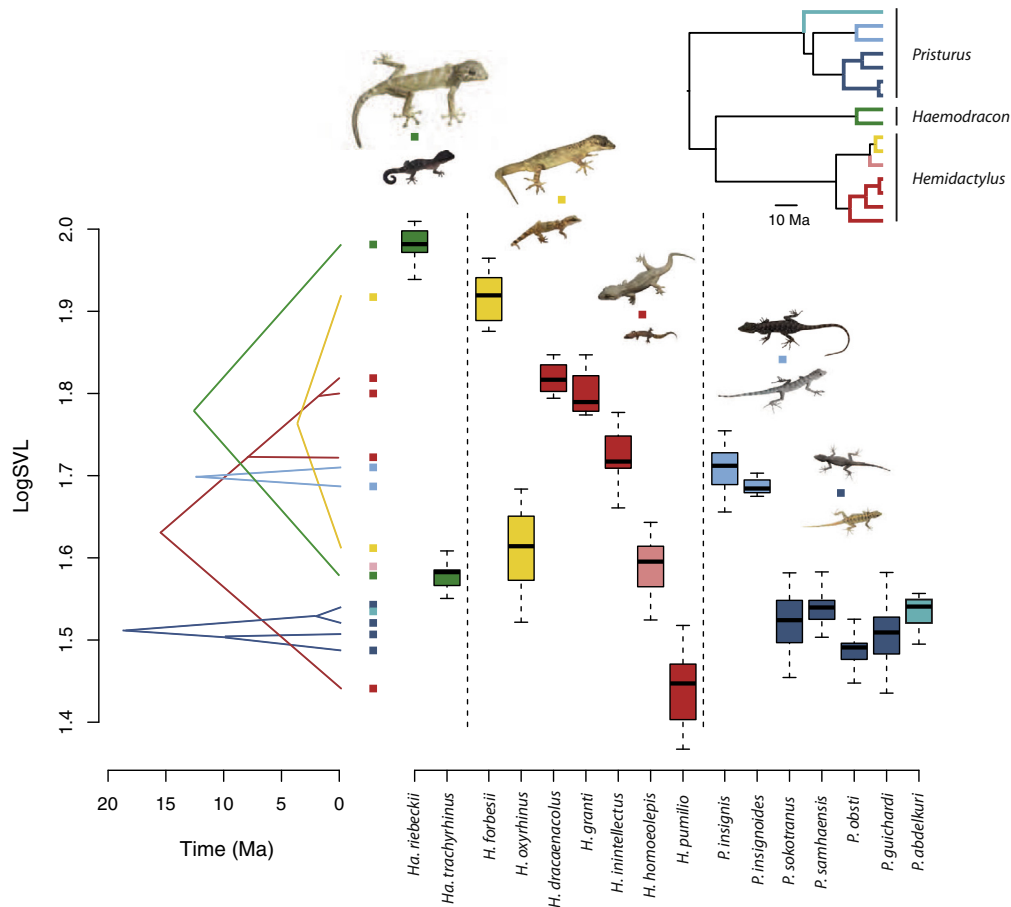 Pristurus
Haemodracon
Hemidactylus
10 Ma
LogSVL
2.0
1.9
1.8
1.7
1.6
1.5
1.4
20 15 10 5 0
Time (Ma)
Ha. riebeckii
Ha. trachyrhinus
H. forbesii
H. oxyrhinus
H. dracaenacolus
H. granti
H. inintellectus
H. homoeolepis
H. pumilio
P. insignis
P. insignoides
P. sokotranus
P. samhaensis
P. obsti
P. guichardi
P. abdelkuri